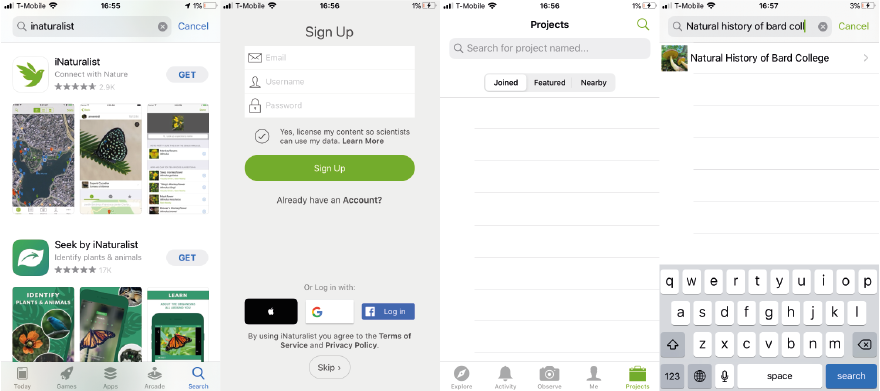 T-Mobile 16:55 1%
inaturalist Cancel
iNaturalist
Connect with Nature
2.9K
GET
Seek by iNaturalist
Identify plants & animals
17K
GET
IDENTIFY
PLANTS & ANIMALS
LEARN
Today Games Apps Arcade Search
T-Mobile 16:56 1%
Sign Up
Email
Username
Password
Yes, license my content so scientists
can use my data. Learn More
Sign Up
Already have an Account?
Or Log in with:
Log in
By using iNaturalist you agree to the Terms of
Service and Privacy Policy.
Skip
T-Mobile 16:56 1%
Projects
Search for project named...
Joined Featured Nearby
Explore Activity Observe Me Projects
T-Mobile 16:57 3%
Natural history of bard coll Cancel
Natural History of Bard College
q w e r t y u i o p
a s d f g h j k l
z x c v b n m
123 space search